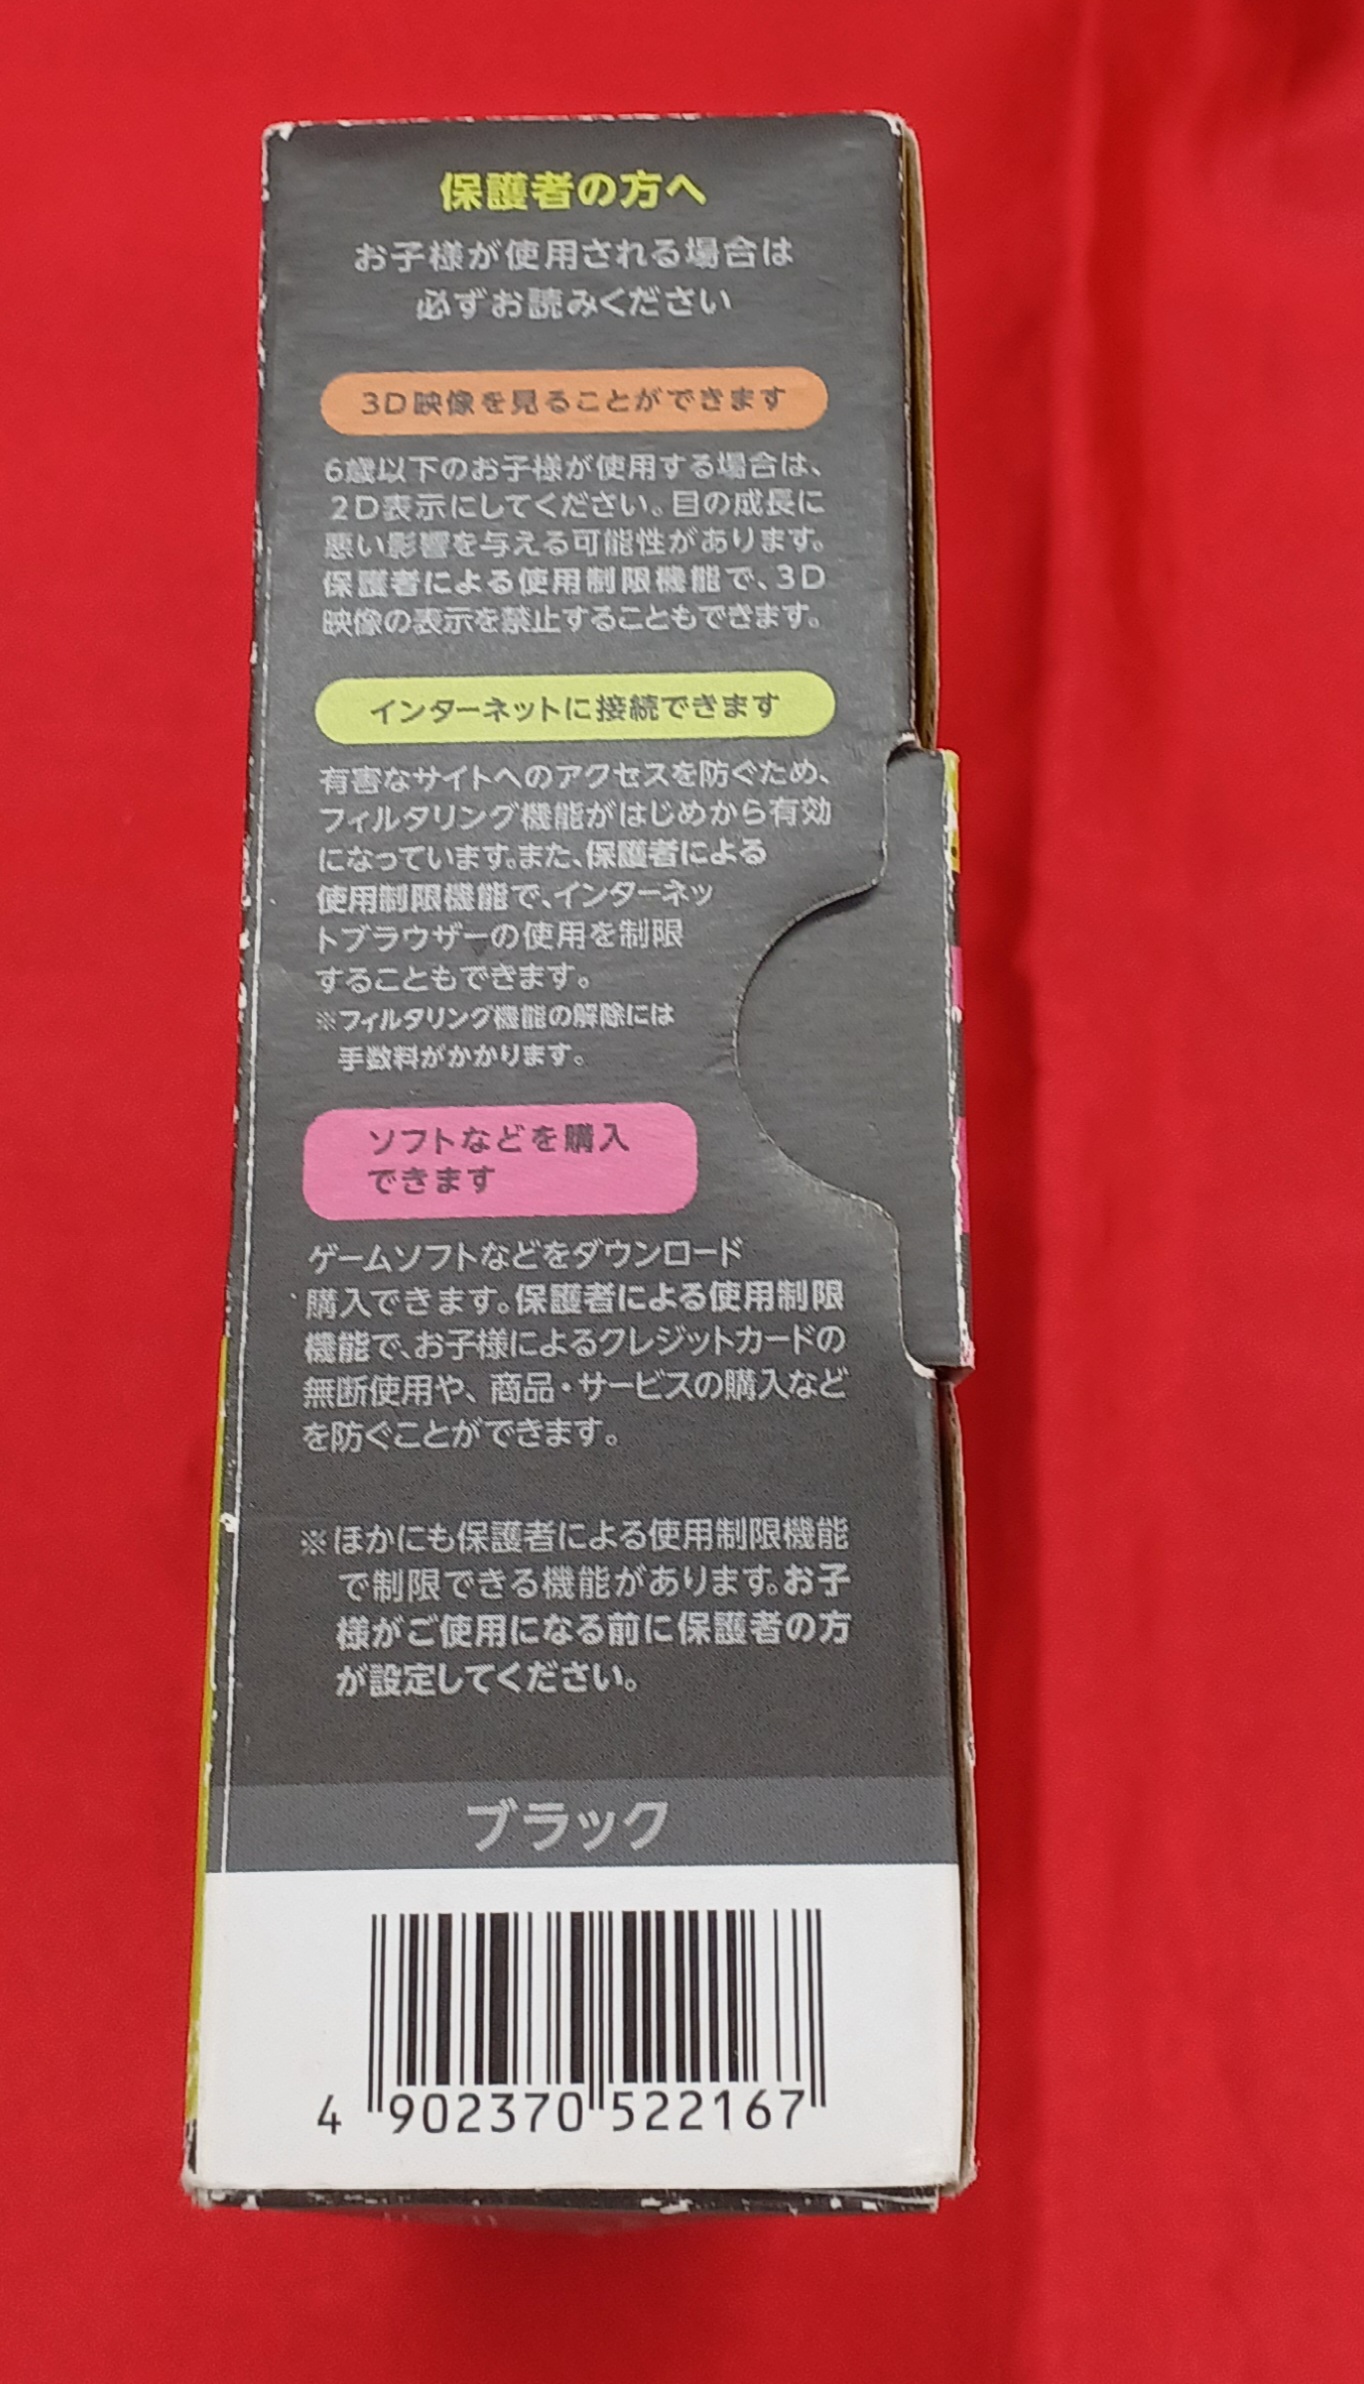 保護者の方へ
お子様が使用される場合は
必ずお読みください
3D映像を見ることができます
6歳以下のお子様が使用する場合は、
2D表示にしてください。目の成長に
悪い影響を与える可能性があります。
保護者による使用制限機能で、3D
映像の表示を禁止することもできます。
インターネットに接続できます
有害なサイトへのアクセスを防ぐため、
フィルタリング機能がはじめから有効
になっています。また、保護者による
使用制限機能で、インターネッ
トブラウザーの使用を制限
することもできます。
※フィルタリング機能の解除には
手数料がかかります。
ソフトなどを購入
できます
ゲームソフトなどをダウンロード
購入できます。保護者による使用制限
機能で、お子様によるクレジットカードの
無断使用や、商品・サービスの購入など
を防ぐことができます。
※ほかにも保護者による使用制限機能
で制限できる機能があります。お子
様がご使用になる前に保護者の方
が設定してください。
ブラック
4 902370 522167